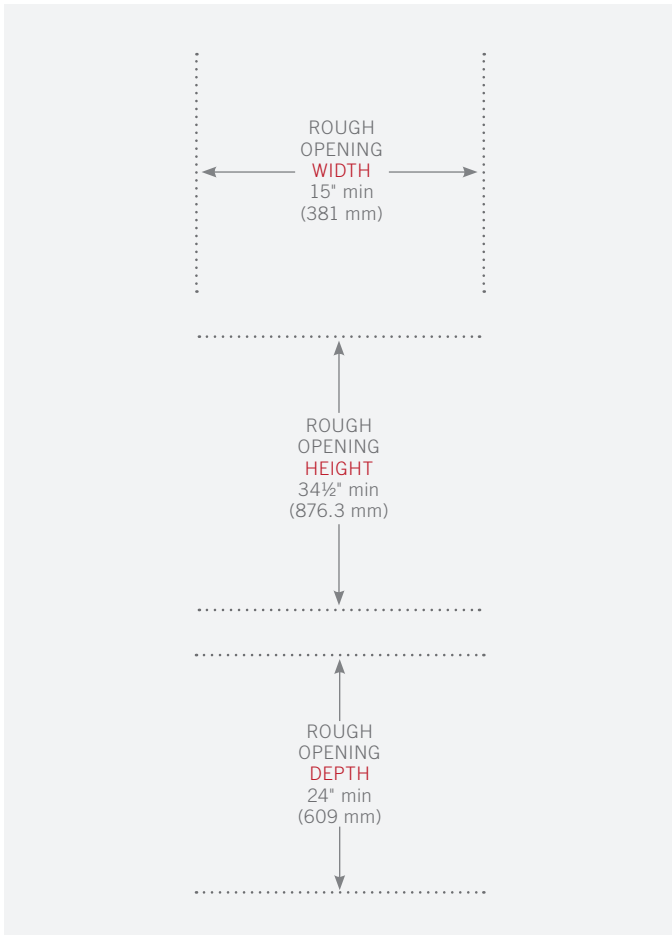 ROUGH
OPENING
WIDTH
15" min
(381 mm)
ROUGH
OPENING
HEIGHT
34½" min
(876.3 mm)
ROUGH
OPENING
DEPTH
24" min
(609 mm)